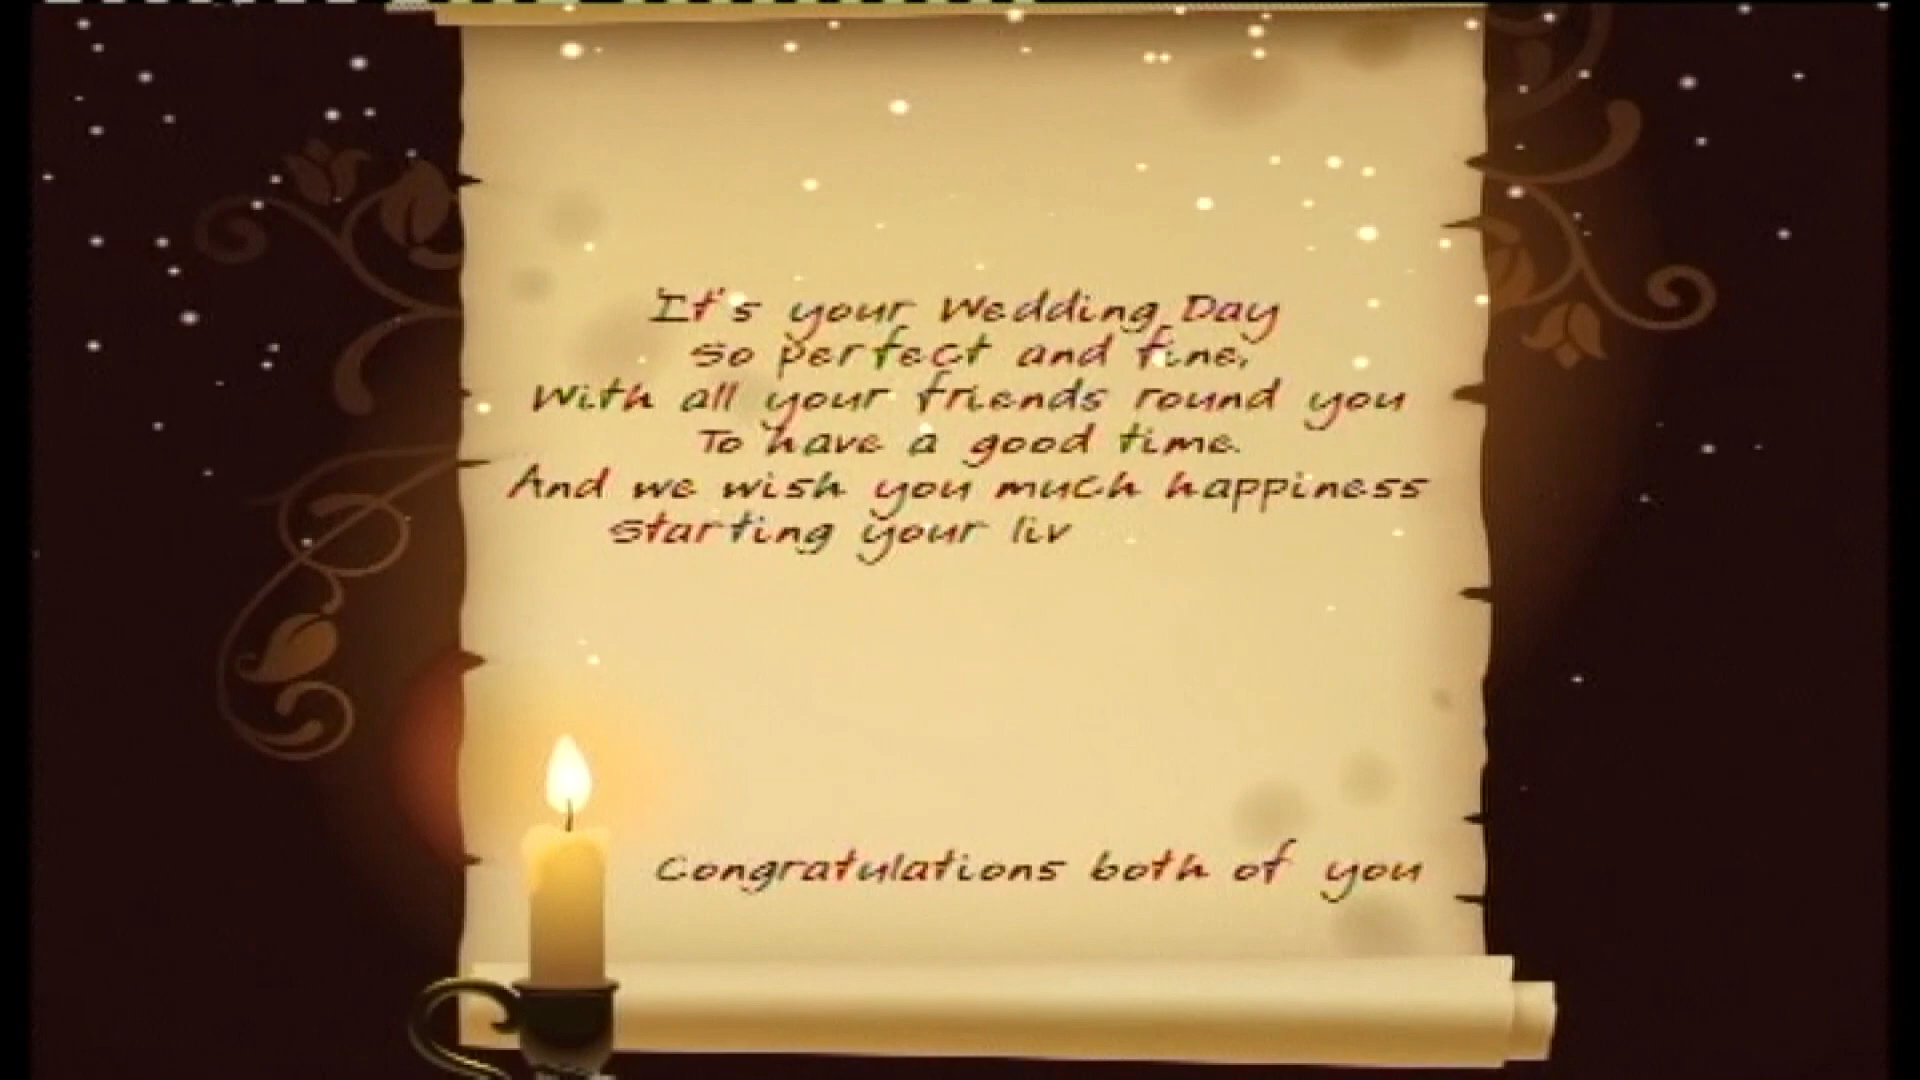 It's your Wedding Day
so perfect and fine,
With all your friends round you
To have a good time.
And we wish you much happiness
starting your liv
Congratulations both of you